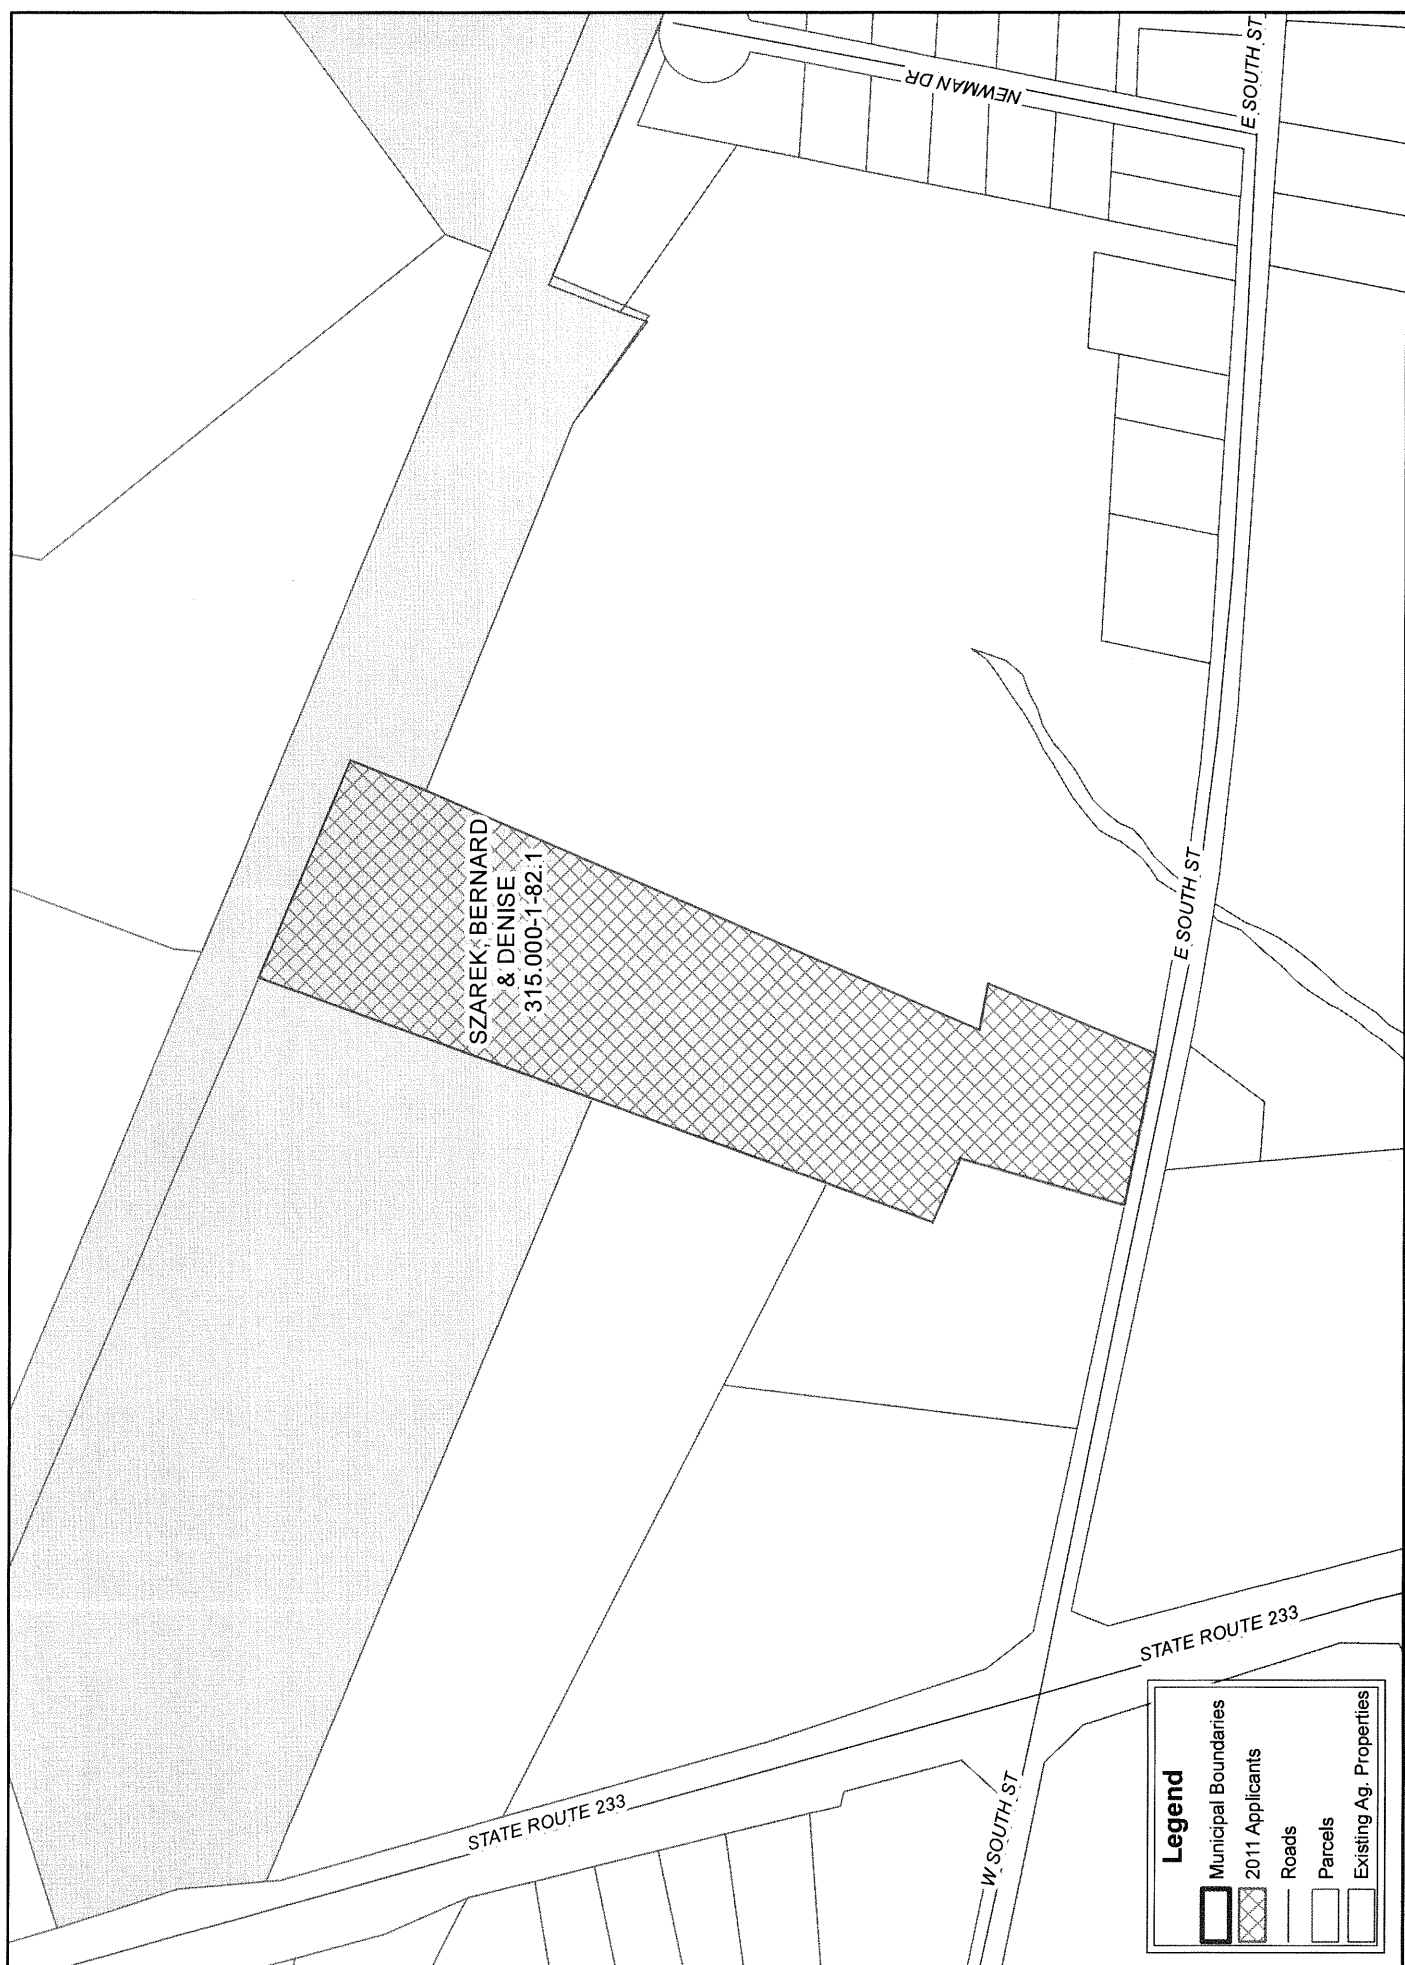 NEWMAN DR
E SOUTH ST
SZAREK, BERNARD
& DENISE
315.000-1-82.1
E SOUTH ST
STATE ROUTE 233
STATE ROUTE 233
W SOUTH ST
Legend
Municipal Boundaries
2011 Applicants
Roads
Parcels
Existing Ag. Properties